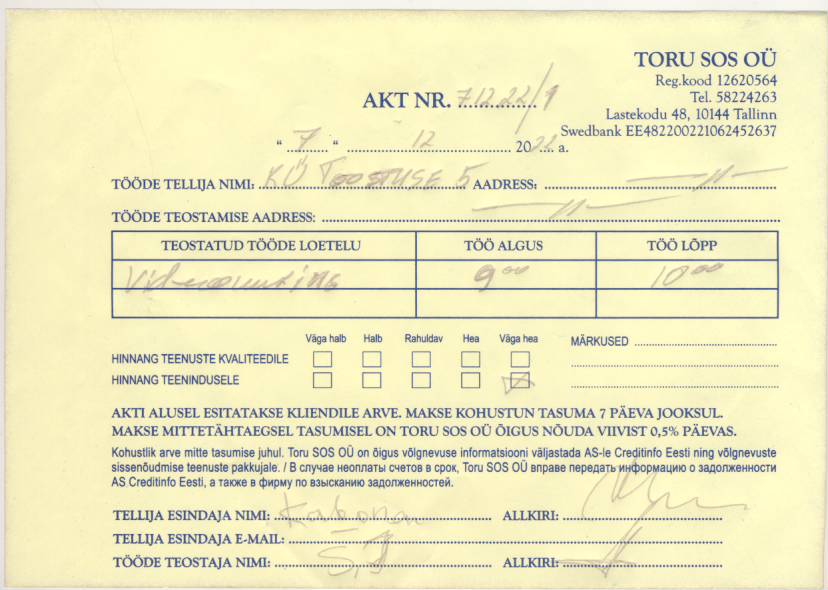 TORU SOS OÜ
Reg.kood 12620564
Tel. 58224263
Lastekodu 48, 10144 Tallinn
Swedbank EE482200221062452637
AKT NR. 71222/1
" 7 " 12 2022 a.
TÖÖDE TELLIJA NIMI: KÜ Tööstuse 5 AADRESS: —"—
TÖÖDE TEOSTAMISE AADRESS: —"—
TEOSTATUD TÖÖDE LOETELU TÖÖ ALGUS TÖÖ LÕPP
9 00 10 00
Väga halb Halb Rahuldav Hea Väga hea MÄRKUSED
HINNANG TEENUSTE KVALITEEDILE
HINNANG TEENINDUSELE
AKTI ALUSEL ESITATAKSE KLIENDILE ARVE. MAKSE KOHUSTUN TASUMA 7 PÄEVA JOOKSUL.
MAKSE MITTETÄHTAEGSEL TASUMISEL ON TORU SOS OÜ ÕIGUS NÕUDA VIIVIST 0,5% PÄEVAS.
Kohustlik arve mitte tasumise juhul. Toru SOS OÜ on õigus võlgnevuse informatsiooni väljastada AS-le Creditinfo Eesti ning võlgnevuste
sissenõudmise teenuste pakkujale. / В случае неоплаты счетов в срок, Toru SOS OÜ вправе передать информацию о задолженности
AS Creditinfo Eesti, а также в фирму по взысканию задолженностей.
TELLIJA ESINDAJA NIMI: ALLKIRI:
TELLIJA ESINDAJA E-MAIL:
TÖÖDE TEOSTAJA NIMI: S,J ALLKIRI: